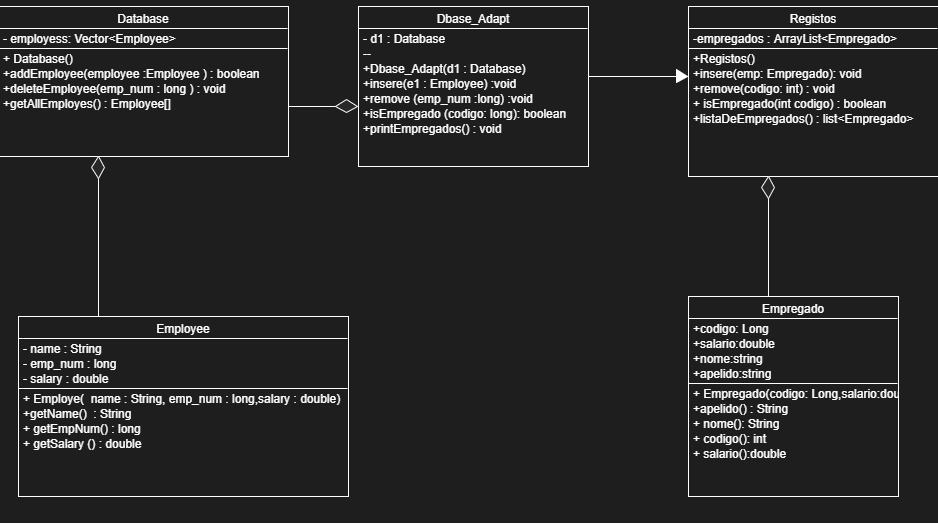 Database
- employess: Vector<Employee>
+ Database()
+addEmployee(employee :Employee ) : boolean
+deleteEmployee(emp_num : long ) : void
+getAllEmployes() : Employee[]
Dbase_Adapt
- d1 : Database
--
+Dbase_Adapt(d1 : Database)
+insere(e1 : Employee) :void
+remove (emp_num :long) :void
+isEmpregado (codigo: long): boolean
+printEmpregados() : void
Registos
-empregados : ArrayList<Empregado>
+Registos()
+insere(emp: Empregado): void
+remove(codigo: int) : void
+ isEmpregado(int codigo) : boolean
+listaDeEmpregados() : list<Empregado>
Employee
- name : String
- emp_num : long
- salary : double
+ Employe(  name : String, emp_num : long,salary : double)
+getName()  : String
+ getEmpNum() : long
+ getSalary () : double
Empregado
+codigo: Long
+salario:double
+nome:string
+apelido:string
+ Empregado(codigo: Long,salario:dou
+apelido() : String
+ nome(): String
+ codigo(): int
+ salario():double